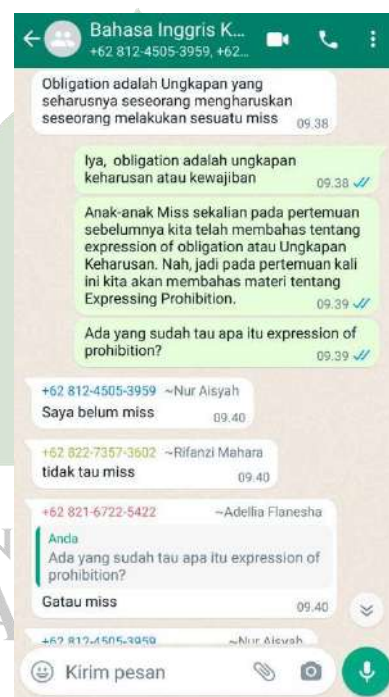 Bahasa Inggris K...
+62 812-4505-3959, +62...
Obligation adalah Ungkapan yang
seharusnya seseorang mengharuskan
seseorang melakukan sesuatu miss 09.38
Iya, obligation adalah ungkapan
keharusan atau kewajiban 09.38
Anak-anak Miss sekalian pada pertemuan
sebelumnya kita telah membahas tentang
expression of obligation atau Ungkapan
Keharusan. Nah, jadi pada pertemuan kali
ini kita akan membahas materi tentang
Expressing Prohibition. 09.39
Ada yang sudah tau apa itu expression of
prohibition? 09.39
+62 812-4505-3959 ~Nur Aisyah
Saya belum miss 09.40
+62 822-7357-3602 ~Rifanzi Mahara
tidak tau miss 09.40
+62 821-6722-5422 ~Adellia Flanesha
Anda
Ada yang sudah tau apa itu expression of
prohibition?
Gatau miss 09.40
+62 812-4505-3959 ~Nur Aisyah
Kirim pesan